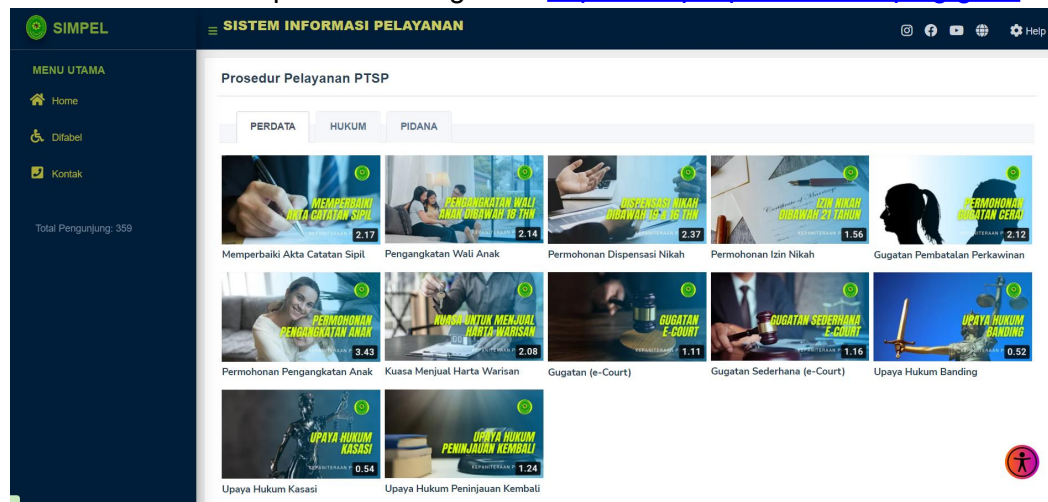 SIMPEL
SISTEM INFORMASI PELAYANAN
Help
MENU UTAMA
Home
Difabel
Kontak
Total Pengunjung: 359
Prosedur Pelayanan PTSP
PERDATA HUKUM PIDANA
MEMPERBAIKI
AKTA CATATAN SIPIL
2.17
Memperbaiki Akta Catatan Sipil
PENGANGKATAN WALI
ANAK DIBAWAH 18 THN
2.14
Pengangkatan Wali Anak
DISPENSASI NIKAH
DIBAWAH 19 & 16 THN
2.37
Permohonan Dispensasi Nikah
IZIN NIKAH
DIBAWAH 21 TAHUN
1.56
Permohonan Izin Nikah
PERMOHONAN
GUGATAN CERAI
2.12
Gugatan Pembatalan Perkawinan
PERMOHONAN
PENGANGKATAN ANAK
3.43
Permohonan Pengangkatan Anak
KUASA UNTUK MENJUAL
HARTA WARISAN
2.08
Kuasa Menjual Harta Warisan
GUGATAN
E-COURT
1.11
Gugatan (e-Court)
GUGATAN SEDERHANA
E-COURT
1.16
Gugatan Sederhana (e-Court)
UPAYA HUKUM
BANDING
0.52
Upaya Hukum Banding
UPAYA HUKUM
KASASI
KEPANITERAAN P
0.54
Upaya Hukum Kasasi
UPAYA HUKUM
PENINJAUAN KEMBALI
KEPANITERAAN P
1.24
Upaya Hukum Peninjauan Kembali